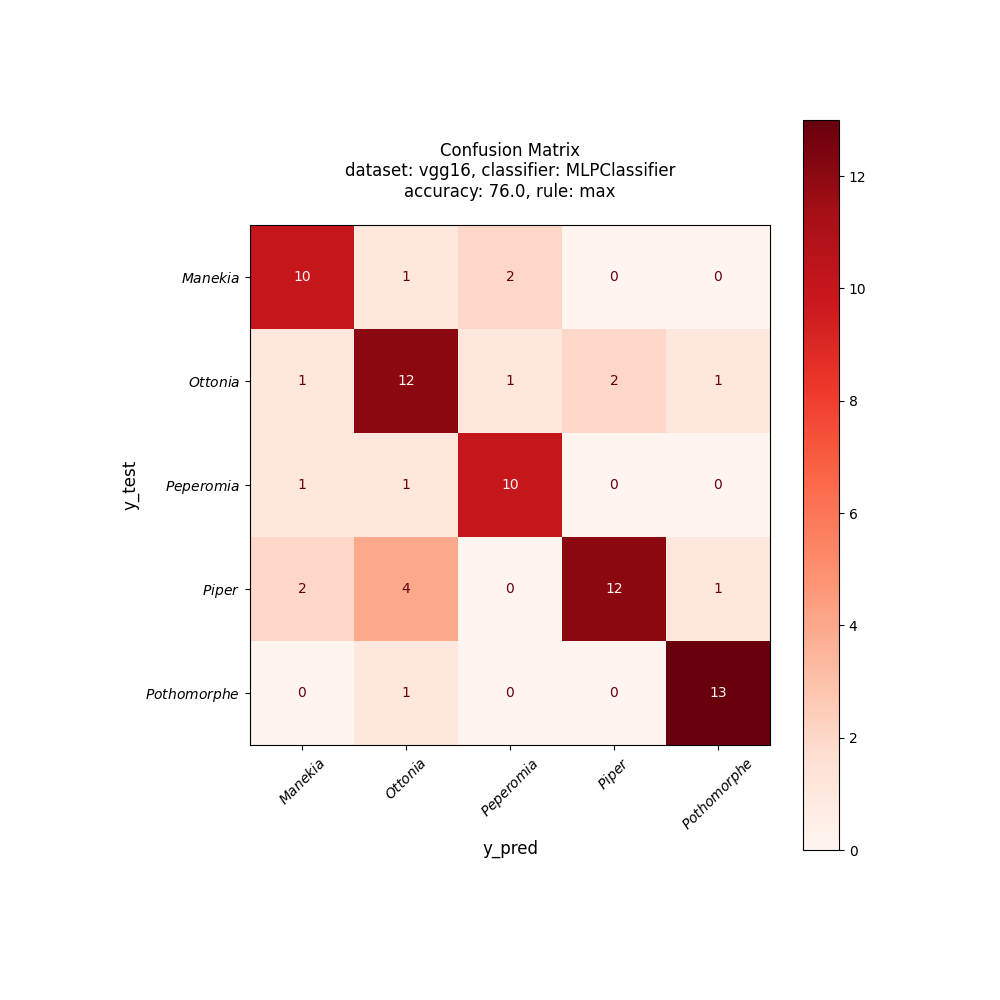 Confusion Matrix
dataset: vgg16, classifier: MLPClassifier
accuracy: 76.0, rule: max
Manekia 10 1 2 0 0
Ottonia 1 12 1 2 1
Peperomia 1 1 10 0 0
Piper 2 4 0 12 1
Pothomorphe 0 1 0 0 13
y_test
Manekia Ottonia Peperomia Piper Pothomorphe
y_pred
12
10
8
6
4
2
0